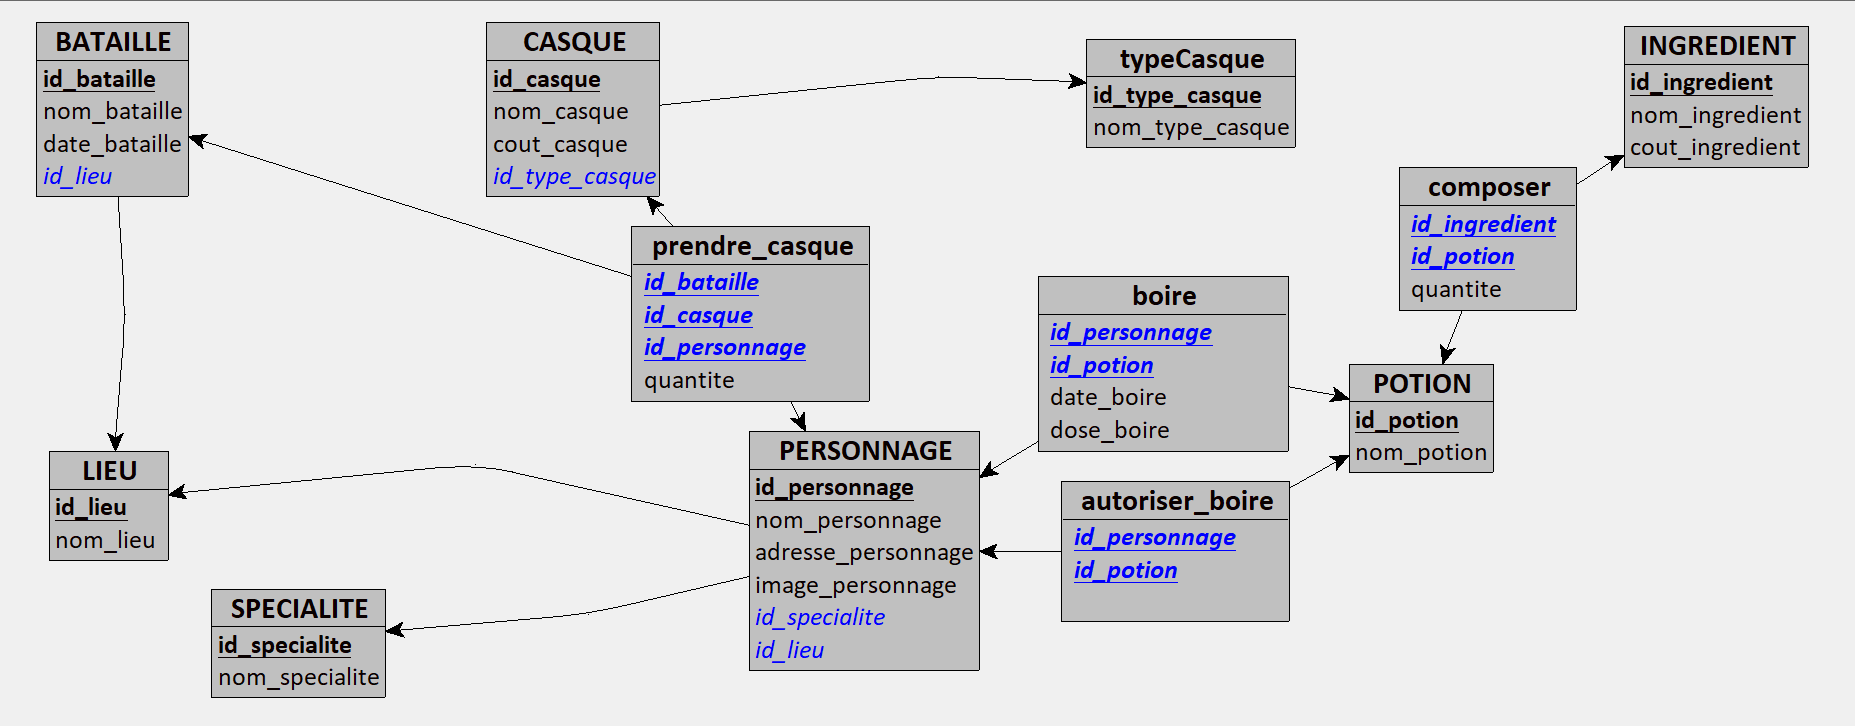 BATAILLE
id_bataille
nom_bataille
date_bataille
id_lieu
CASQUE
id_casque
nom_casque
cout_casque
id_type_casque
typeCasque
id_type_casque
nom_type_casque
INGREDIENT
id_ingredient
nom_ingredient
cout_ingredient
composer
id_ingredient
id_potion
quantite
prendre_casque
id_bataille
id_casque
id_personnage
quantite
boire
id_personnage
id_potion
date_boire
dose_boire
POTION
id_potion
nom_potion
LIEU
id_lieu
nom_lieu
PERSONNAGE
id_personnage
nom_personnage
adresse_personnage
image_personnage
id_specialite
id_lieu
autoriser_boire
id_personnage
id_potion
SPECIALITE
id_specialite
nom_specialite